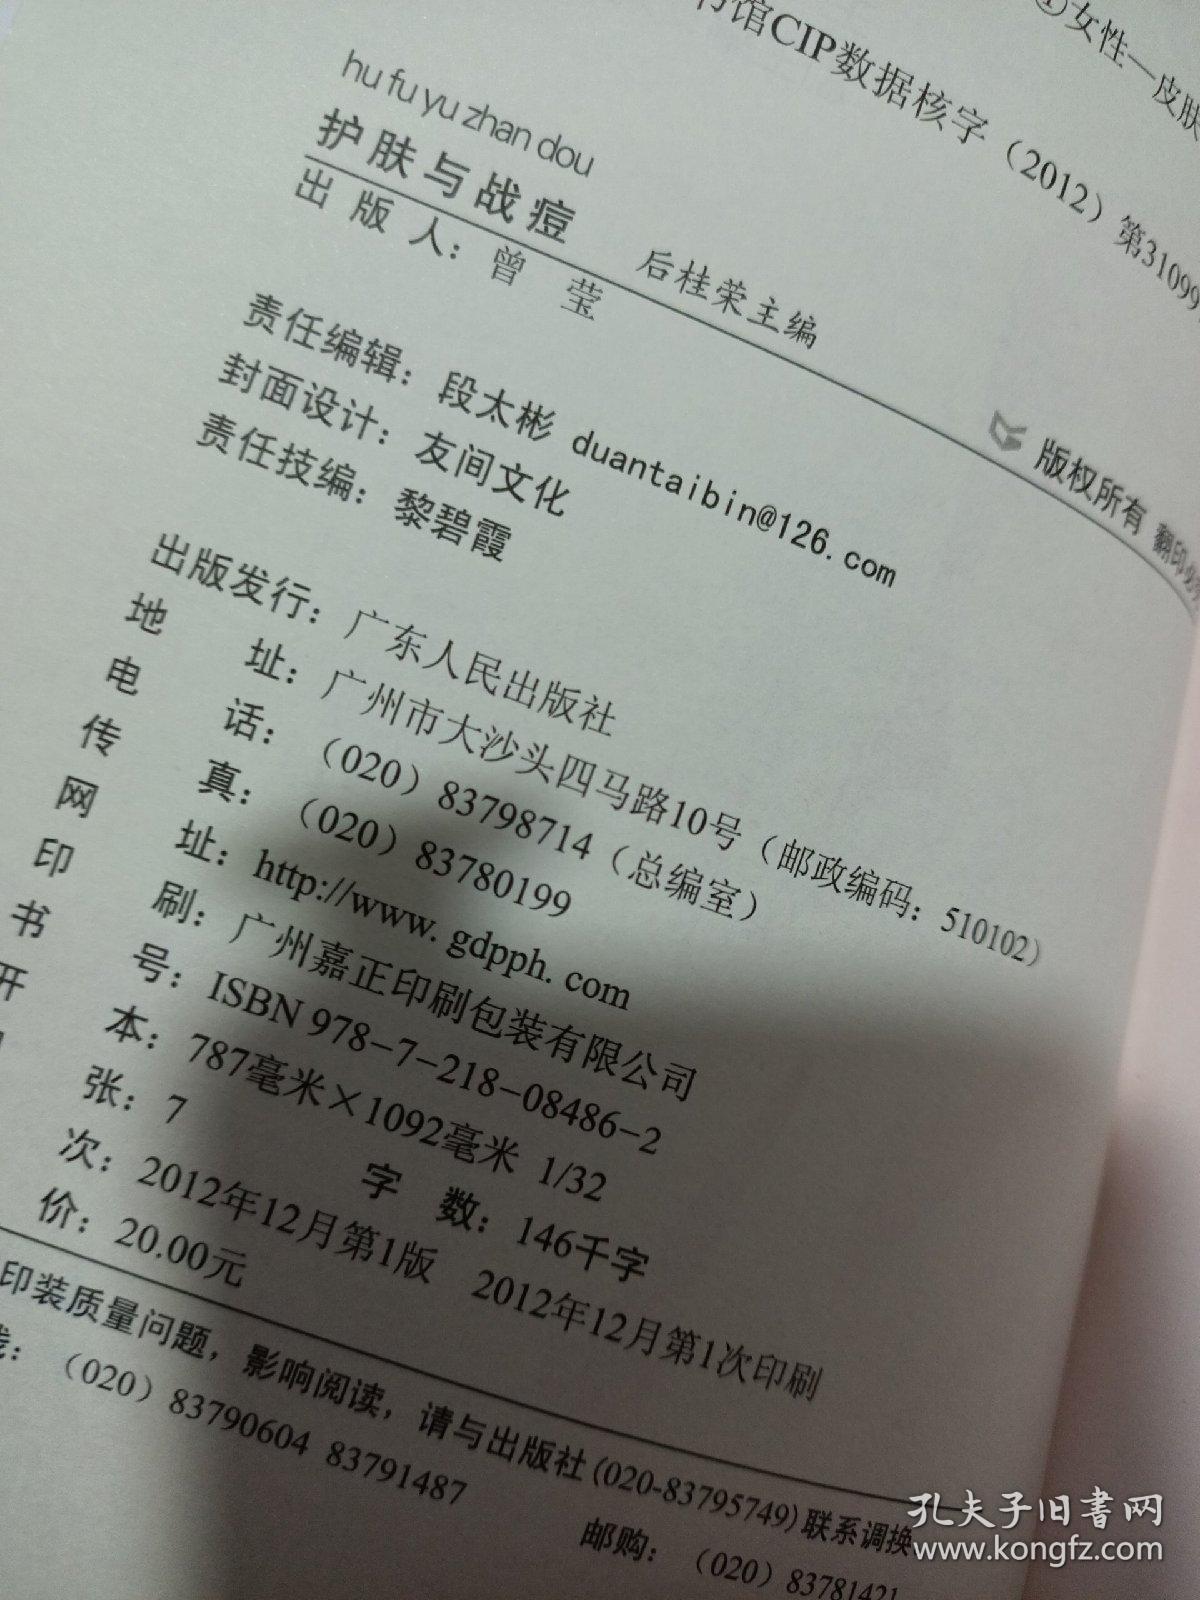 ①女性—皮肤
馆CIP数据核字（2012）第31099
hu fu yu zhan dou
护肤与战痘
后桂荣主编
版权所有 翻印必
出 版 人：曾 莹
责任编辑：段太彬 duantaibin@126.com
封面设计：友间文化
责任技编：黎碧霞
出版发行：广东人民出版社
地 址：广州市大沙头四马路10号（邮政编码：510102）
电 话：（020）83798714（总编室）
传 真：（020）83780199
网 址：http://www.gdpph.com
印 刷：广州嘉正印刷包装有限公司
书 号：ISBN 978-7-218-08486-2
开 本：787毫米×1092毫米 1/32
张：7 字 数：146千字
次：2012年12月第1版 2012年12月第1次印刷
价：20.00元
印装质量问题，影响阅读，请与出版社(020-83795749)联系调换
：（020）83790604 83791487
邮购：（020）83781421
孔夫子旧书网
www.kongfz.com